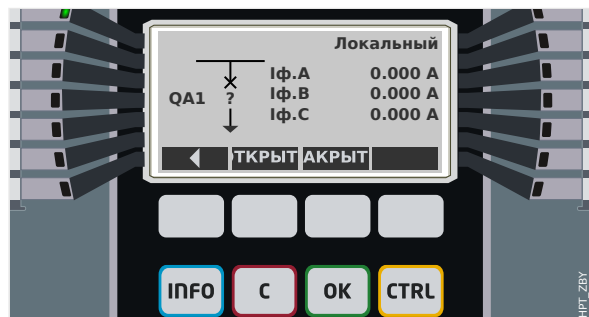 Локальный
Iф.A 0.000 A
QA1 ? Iф.B 0.000 A
Iф.C 0.000 A
ТКРЫТ АКРЫТ
INFO C OK CTRL
HPT_ZBY